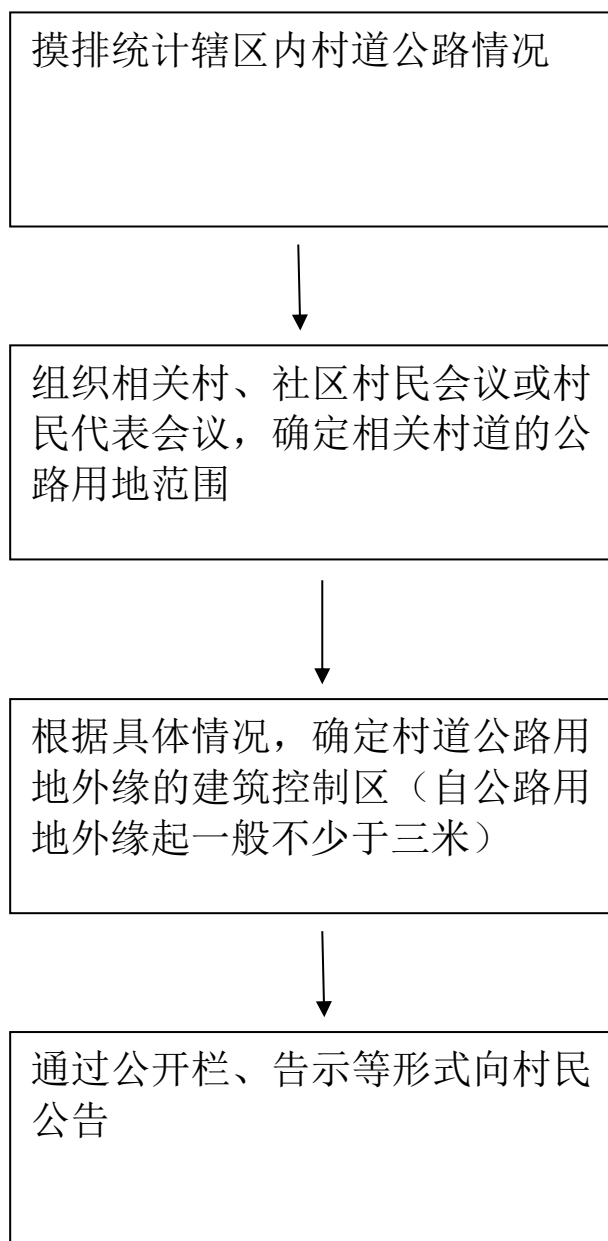 摸排统计辖区内村道公路情况
组织相关村、社区村民会议或村
民代表会议，确定相关村道的公
路用地范围
根据具体情况，确定村道公路用
地外缘的建筑控制区（自公路用
地外缘起一般不少于三米）
通过公开栏、告示等形式向村民
公告